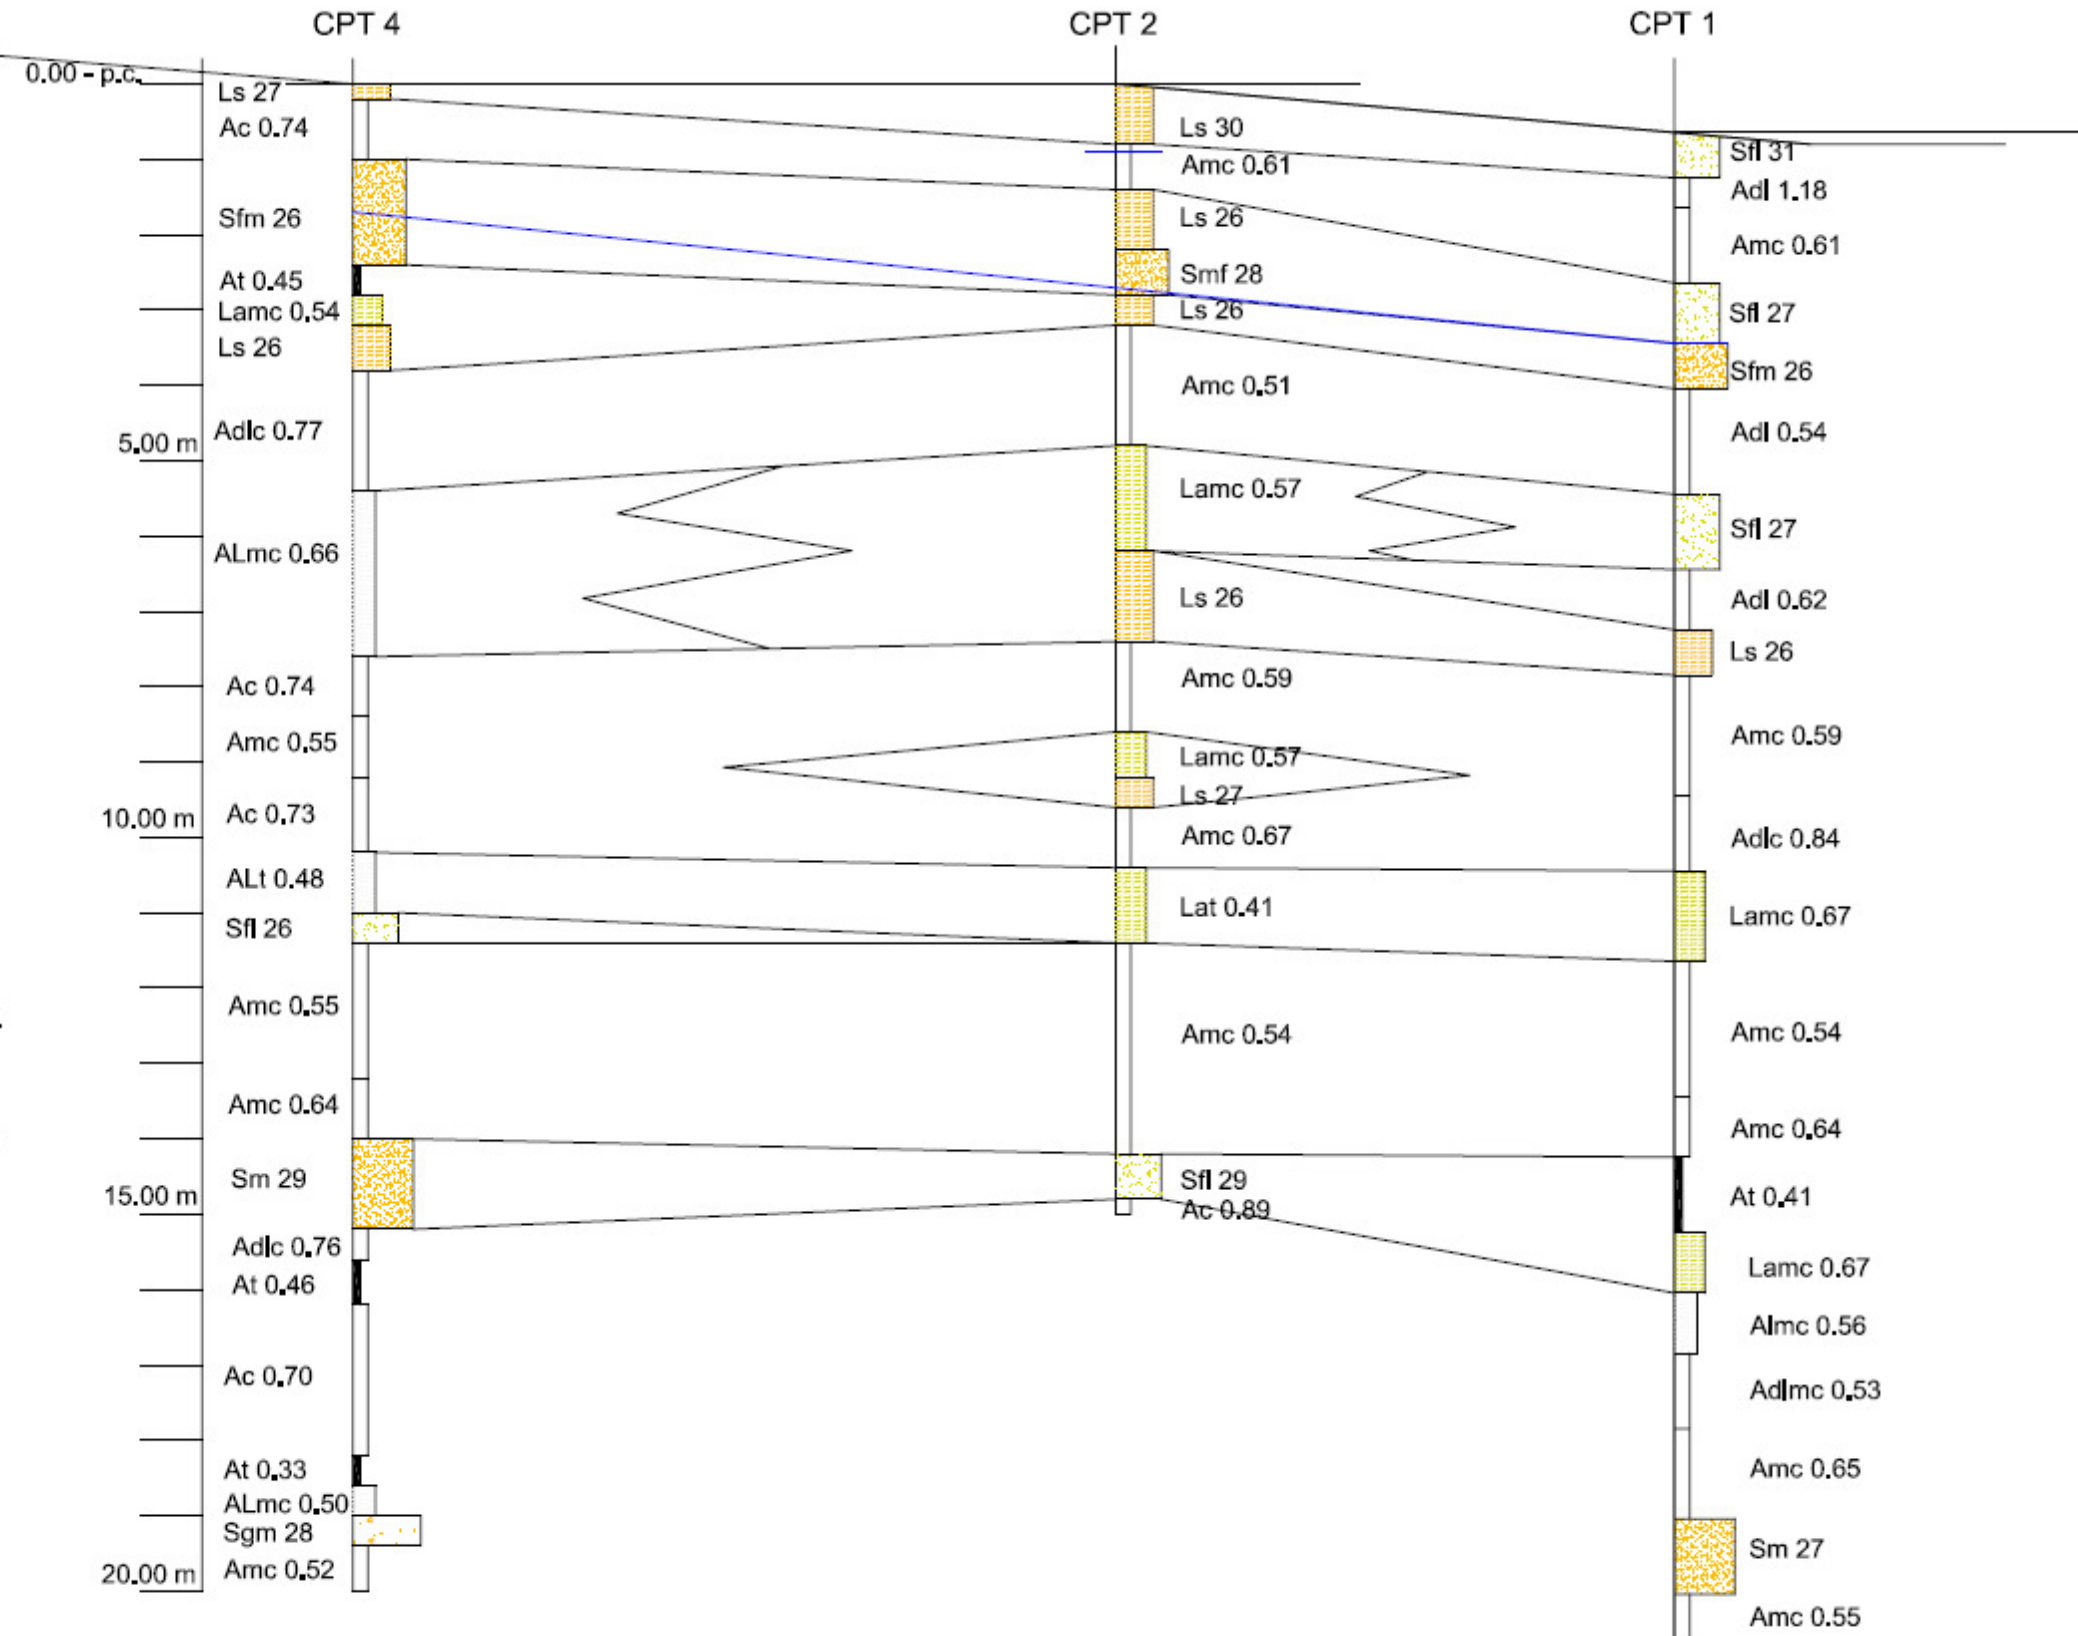 CPT 4
CPT 2
CPT 1
0.00 - p.c.
Ls 27
Ac 0.74
Sfm 26
At 0.45
Lamc 0.54
Ls 26
Adlc 0.77
5.00 m
ALmc 0.66
Ac 0.74
Amc 0.55
Ac 0.73
10.00 m
ALt 0.48
Sfl 26
Amc 0.55
Amc 0.64
Sm 29
15.00 m
Adlc 0.76
At 0.46
Ac 0.70
At 0.33
ALmc 0.50
Sgm 28
20.00 m
Amc 0.52
Ls 30
Amc 0.61
Ls 26
Smf 28
Ls 26
Amc 0.51
Lamc 0.57
Ls 26
Amc 0.59
Lamc 0.57
Ls 27
Amc 0.67
Lat 0.41
Amc 0.54
Sfl 29
Ac 0.89
Sfl 31
Adl 1.18
Amc 0.61
Sfl 27
Sfm 26
Adl 0.54
Sfl 27
Adl 0.62
Ls 26
Amc 0.59
Adlc 0.84
Lamc 0.67
Amc 0.54
Amc 0.64
At 0.41
Lamc 0.67
Almc 0.56
Adlmc 0.53
Amc 0.65
Sm 27
Amc 0.55